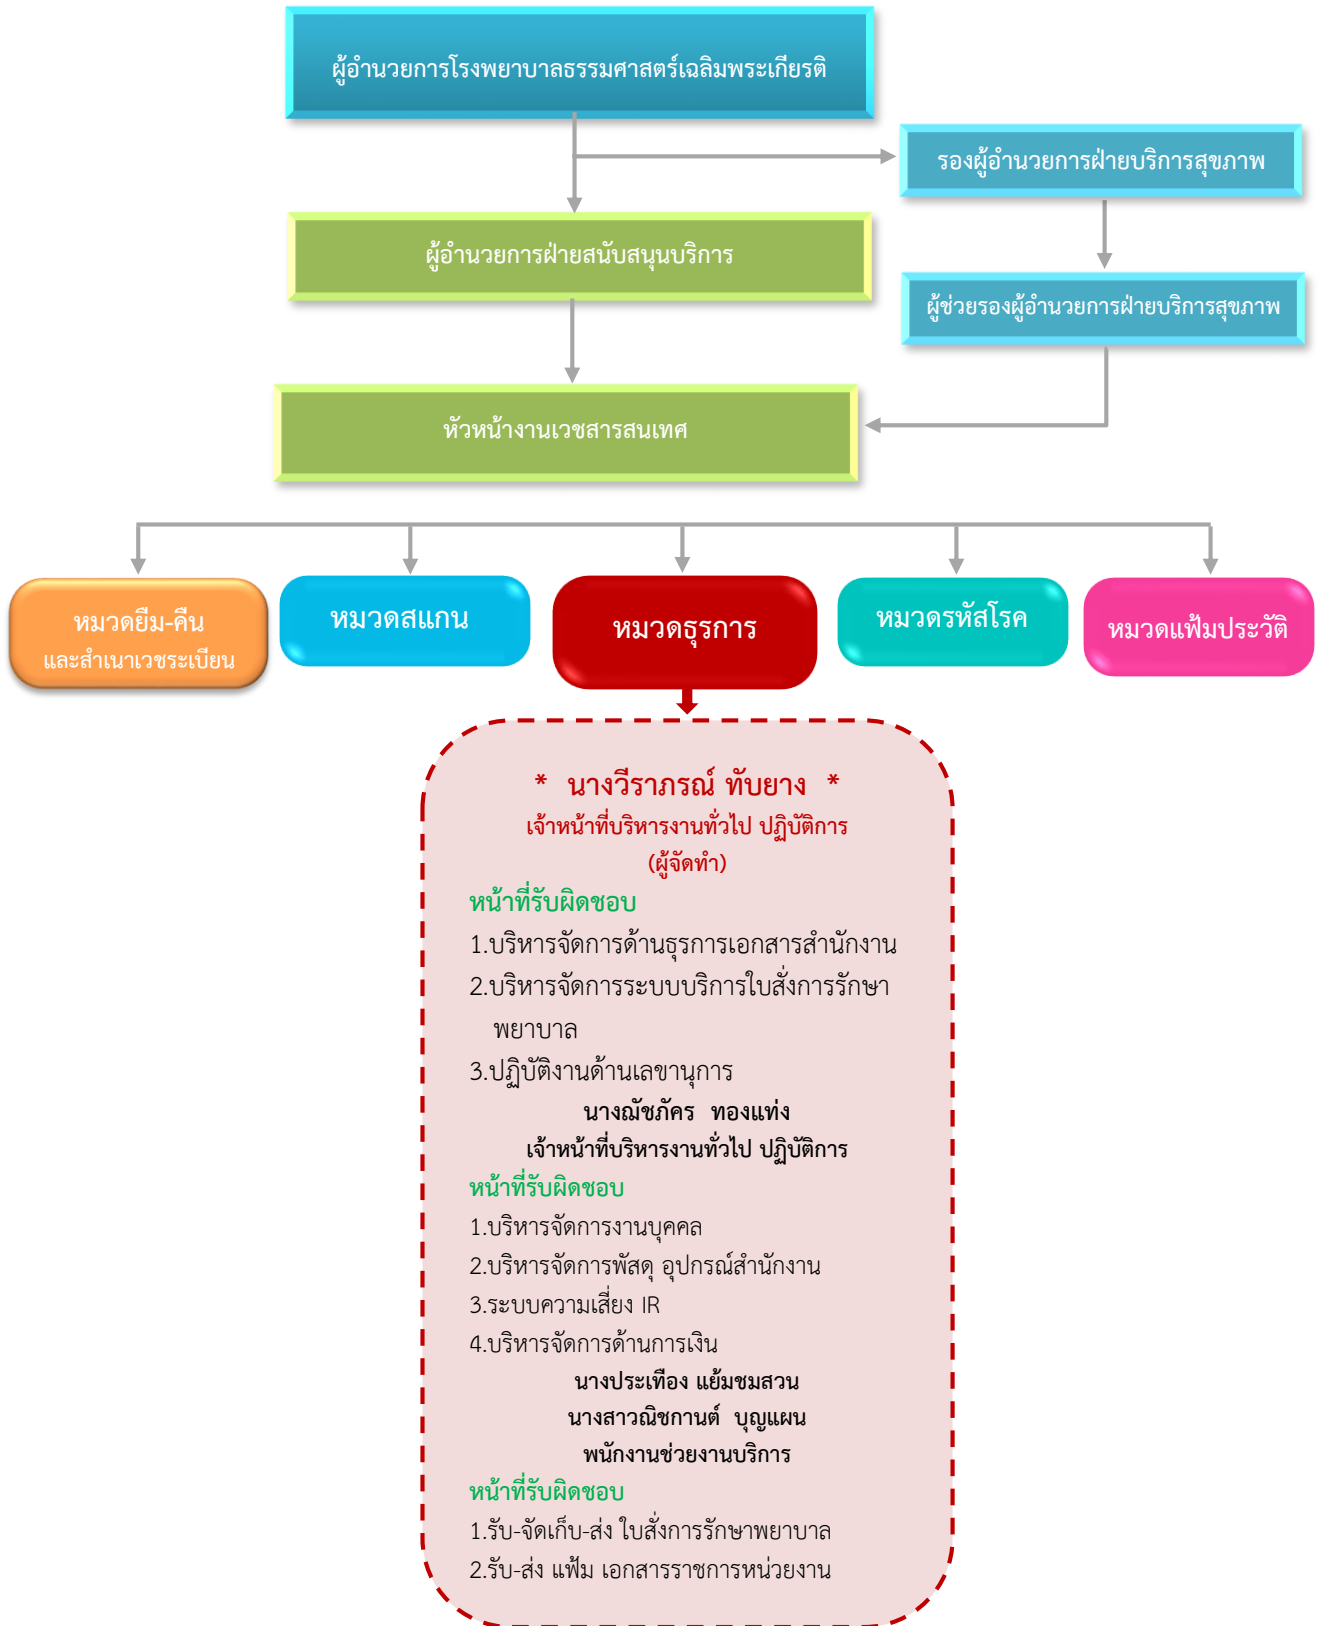 ผู้อำนวยการโรงพยาบาลธรรมศาสตร์เฉลิมพระเกียรติ
รองผู้อำนวยการฝ่ายบริการสุขภาพ
ผู้อำนวยการฝ่ายสนับสนุนบริการ
ผู้ช่วยรองผู้อำนวยการฝ่ายบริการสุขภาพ
หัวหน้างานเวชสารสนเทศ
หมวดยืม-คืน
และสำเนาเวชระเบียน
หมวดสแกน
หมวดธุรการ
หมวดรหัสโรค
หมวดแฟ้มประวัติ
* นางวีราภรณ์ ทับยาง *
เจ้าหน้าที่บริหารงานทั่วไป ปฏิบัติการ
(ผู้จัดทำ)
หน้าที่รับผิดชอบ
1.บริหารจัดการด้านธุรการเอกสารสำนักงาน
2.บริหารจัดการระบบบริการใบสั่งการรักษา
พยาบาล
3.ปฏิบัติงานด้านเลขานุการ
นางฌัชภัคร ทองแท่ง
เจ้าหน้าที่บริหารงานทั่วไป ปฏิบัติการ
หน้าที่รับผิดชอบ
1.บริหารจัดการงานบุคคล
2.บริหารจัดการพัสดุ อุปกรณ์สำนักงาน
3.ระบบความเสี่ยง IR
4.บริหารจัดการด้านการเงิน
นางประเทือง แย้มชมสวน
นางสาวณิชกานต์ บุญแผน
พนักงานช่วยงานบริการ
หน้าที่รับผิดชอบ
1.รับ-จัดเก็บ-ส่ง ใบสั่งการรักษาพยาบาล
2.รับ-ส่ง แฟ้ม เอกสารราชการหน่วยงาน